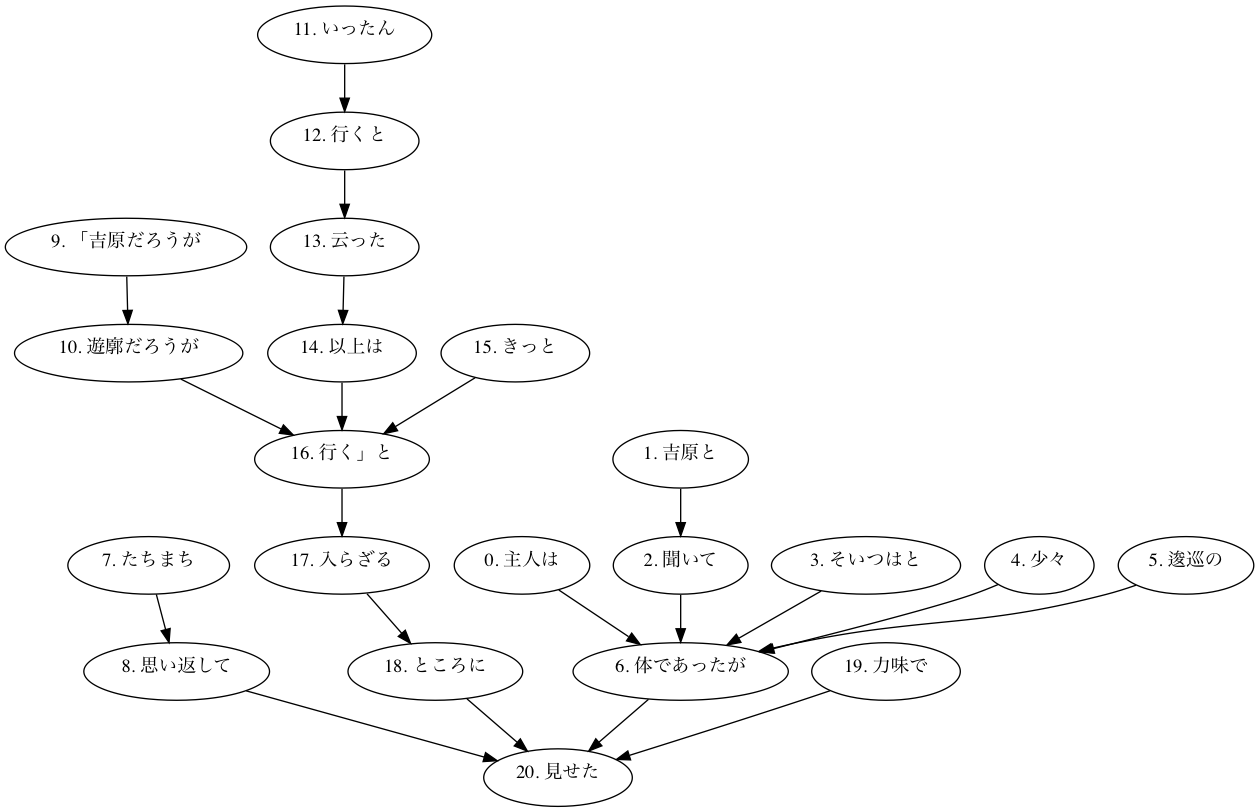 11. いったん
12. 行くと
9. 「吉原だろうが
13. 云った
10. 遊廓だろうが
14. 以上は
15. きっと
16. 行く」と
1. 吉原と
7. たちまち
17. 入らざる
0. 主人は
2. 聞いて
3. そいつはと
4. 少々
5. 逡巡の
8. 思い返して
18. ところに
6. 体であったが
19. 力味で
20. 見せた